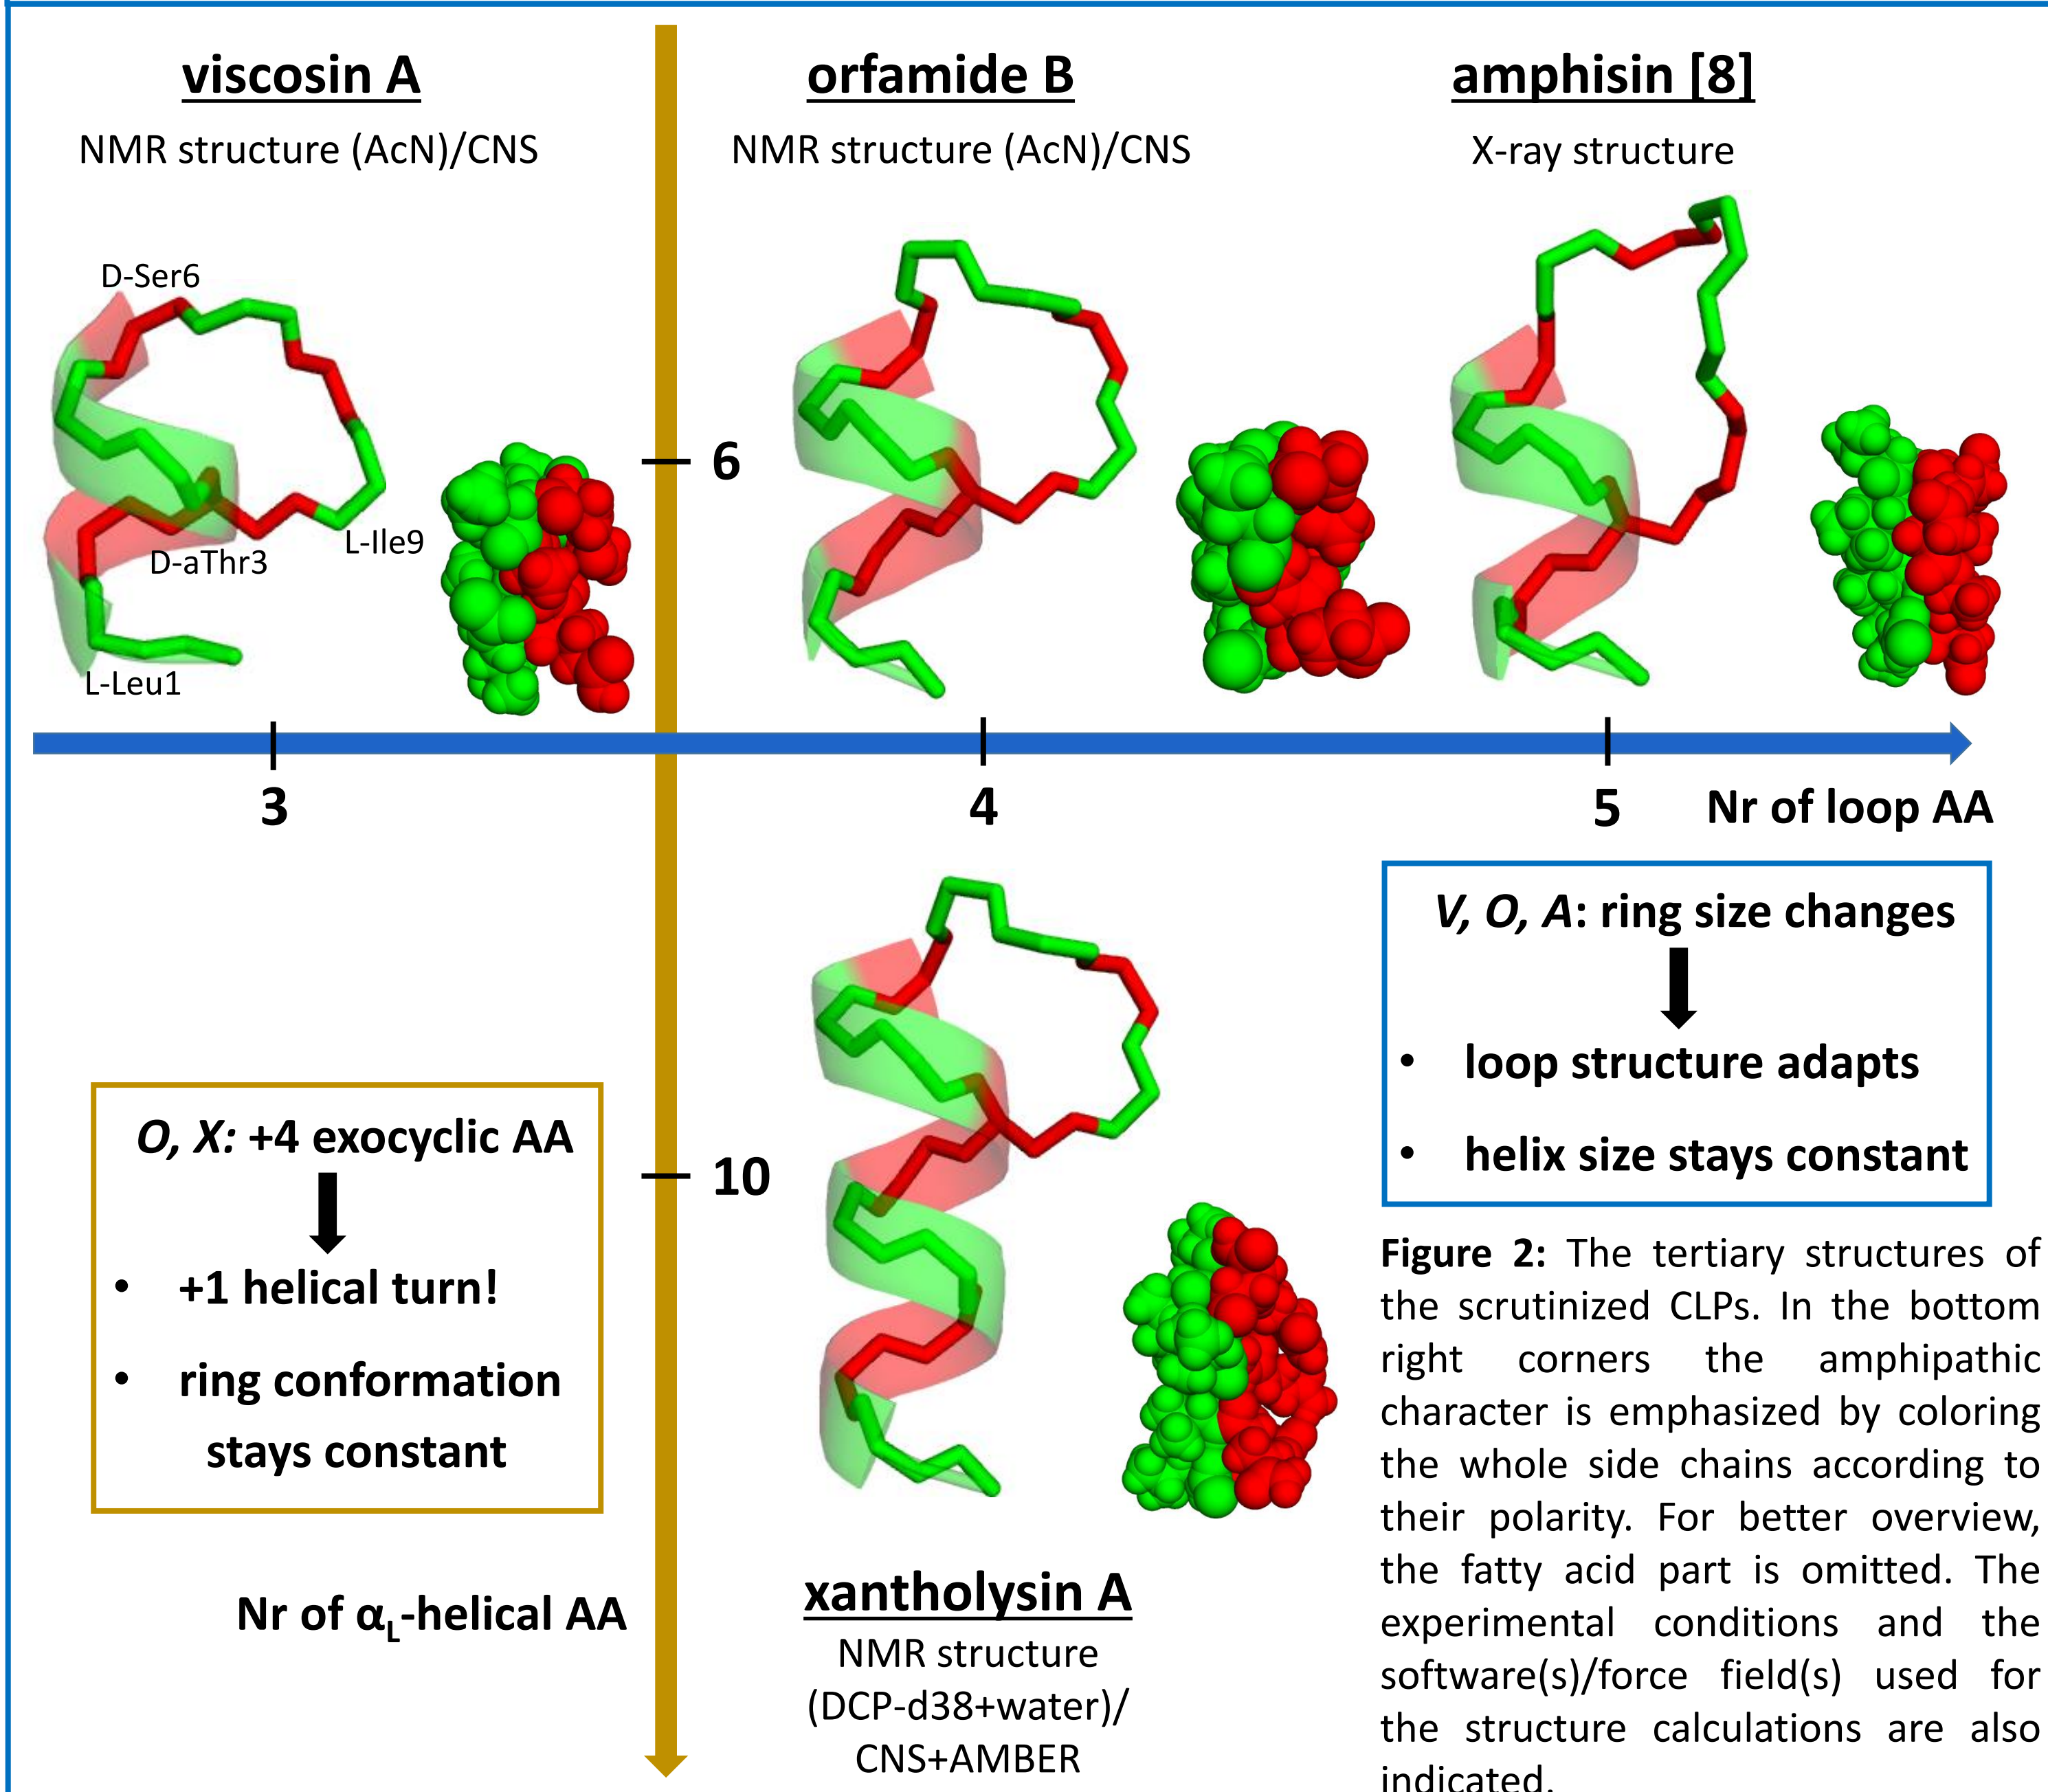 viscosin A
NMR structure (AcN)/CNS
orfamide B
NMR structure (AcN)/CNS
amphisin [8]
X-ray structure
D-Ser6
D-aThr3
L-Ile9
L-Leu1
6
3
4
5
Nr of loop AA
V, O, A: ring size changes
• loop structure adapts
• helix size stays constant
10
O, X: +4 exocyclic AA
• +1 helical turn!
• ring conformation
stays constant
Nr of αL-helical AA
xantholysin A
NMR structure
(DCP-d38+water)/
CNS+AMBER
Figure 2: The tertiary structures of
the scrutinized CLPs. In the bottom
right corners the amphipathic
character is emphasized by coloring
the whole side chains according to
their polarity. For better overview,
the fatty acid part is omitted. The
experimental conditions and the
software(s)/force field(s) used for
the structure calculations are also
indicated.